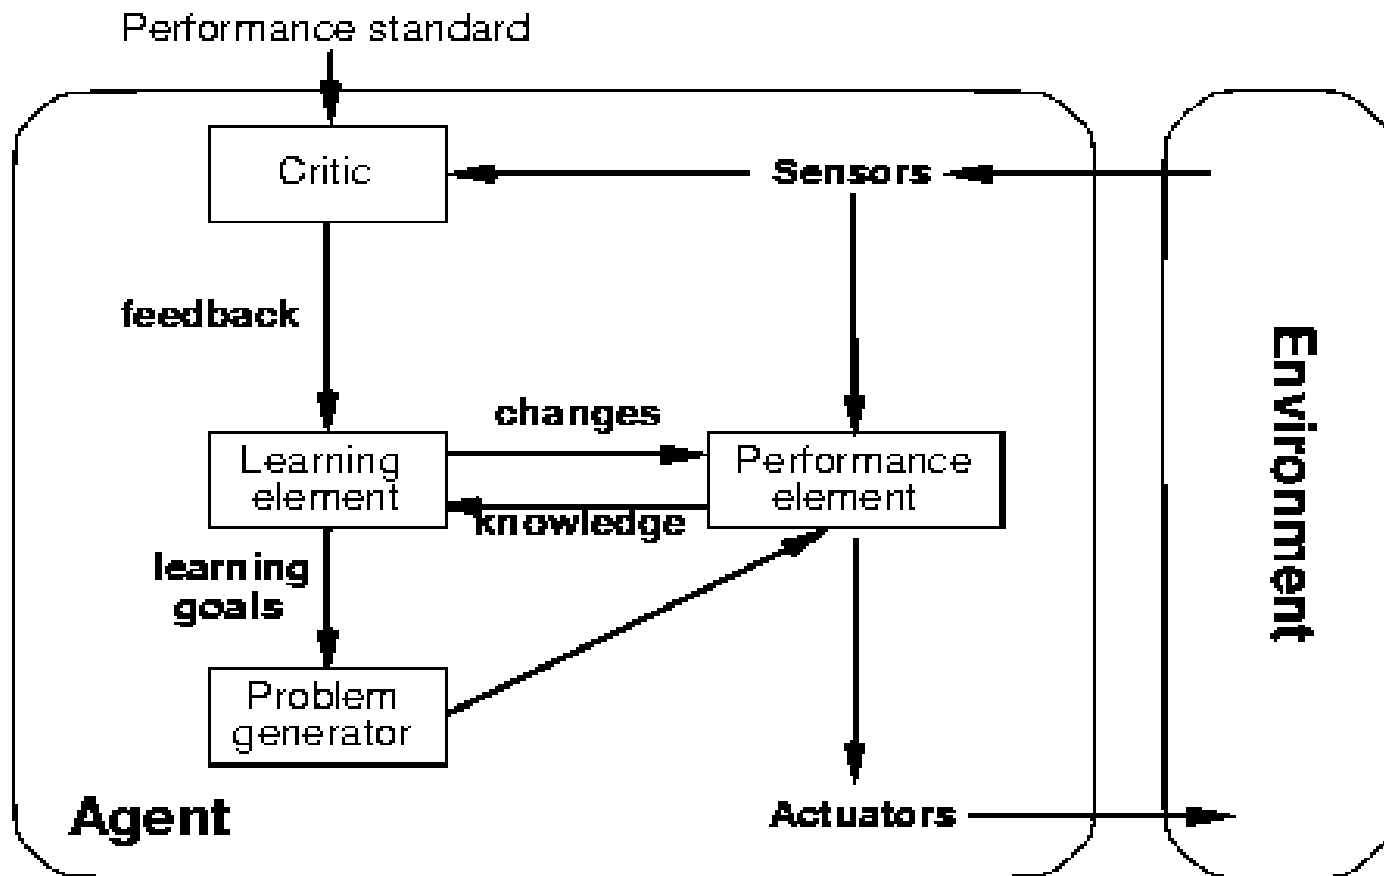 Performance standard
Critic
Sensors
feedback
changes
Learning
element
Performance
element
knowledge
learning
goals
Problem
generator
Agent
Actuators
Environment